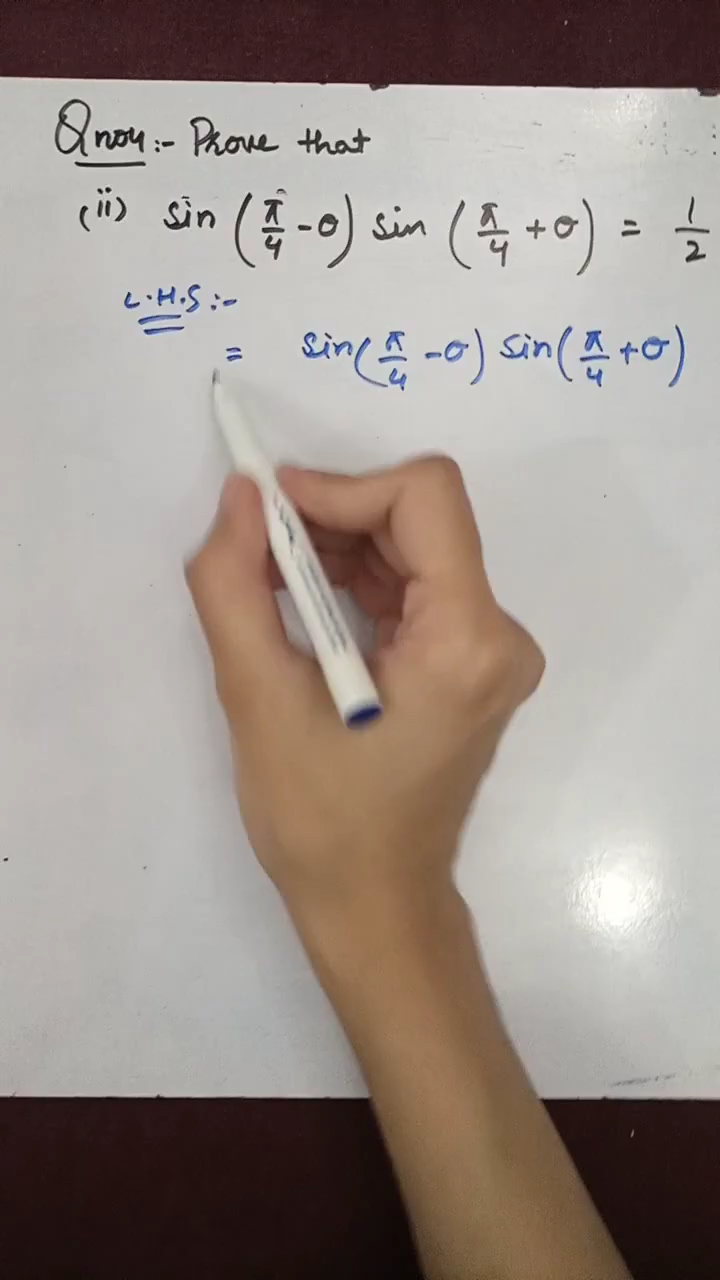 Qno4:- Prove that
(ii) sin (π/4 - θ) sin (π/4 + θ) = 1/2
L.H.S :-
= sin(π/4 - θ) sin(π/4 + θ)